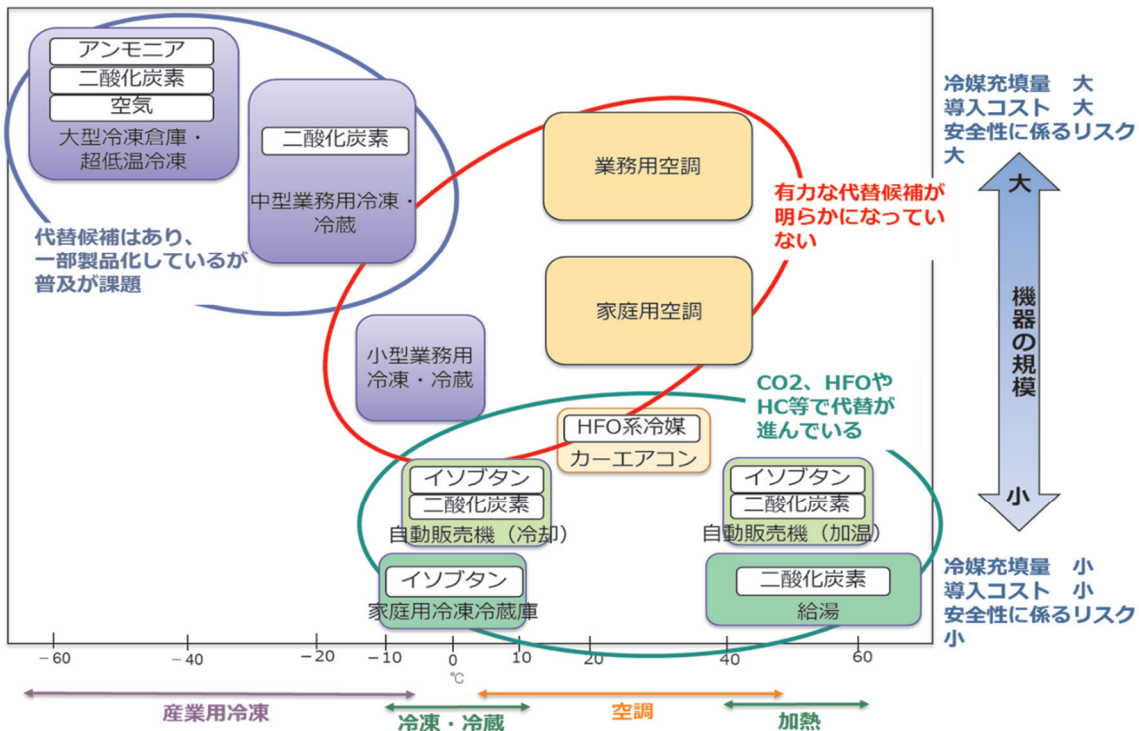 アンモニア
二酸化炭素
空気
大型冷凍倉庫・
超低温冷凍
二酸化炭素
中型業務用冷凍・
冷蔵
代替候補はあり、
一部製品化しているが
普及が課題
業務用空調
有力な代替候補が
明らかになってい
ない
家庭用空調
小型業務用
冷凍・冷蔵
CO2、HFOや
HC等で代替が
進んでいる
HFO系冷媒
カーエアコン
イソブタン
二酸化炭素
自動販売機（冷却）
イソブタン
二酸化炭素
自動販売機（加温）
イソブタン
家庭用冷凍冷蔵庫
二酸化炭素
給湯
冷媒充填量　大
導入コスト　大
安全性に係るリスク
大
大
機器の規模
小
冷媒充填量　小
導入コスト　小
安全性に係るリスク
小
−60
−40
−20
−10
0
10
20
40
60
℃
産業用冷凍
冷凍・冷蔵
空調
加熱